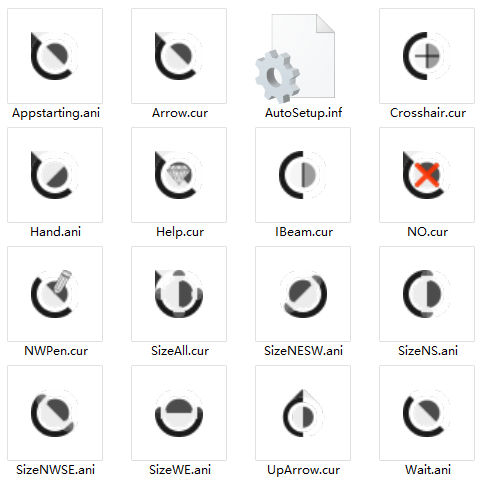 Appstarting.ani
Arrow.cur
AutoSetup.inf
Crosshair.cur
Hand.ani
Help.cur
IBeam.cur
NO.cur
NWPen.cur
SizeAll.cur
SizeNESW.ani
SizeNS.ani
SizeNWSE.ani
SizeWE.ani
UpArrow.cur
Wait.ani